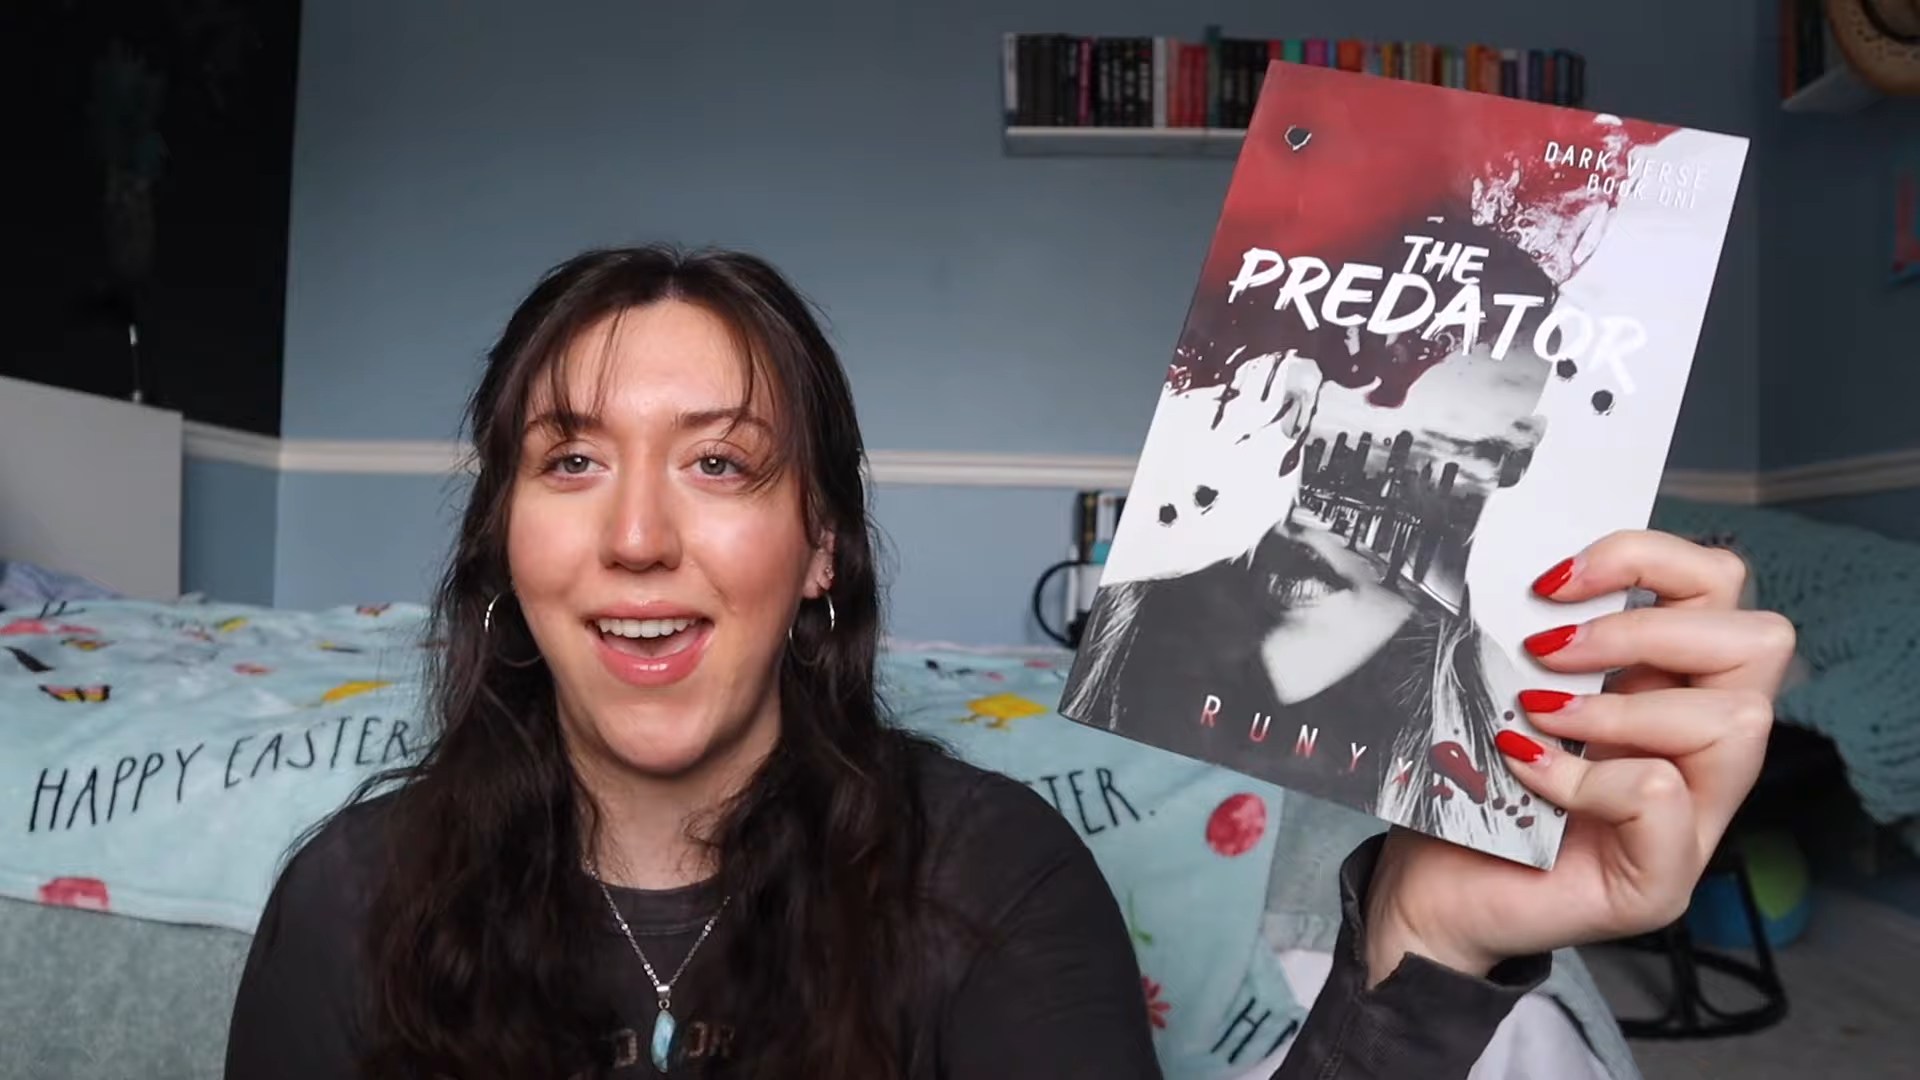 DARK VERSE
BOOK ONE
THE
PREDATOR
RUNYX
HAPPY EASTER
TER.